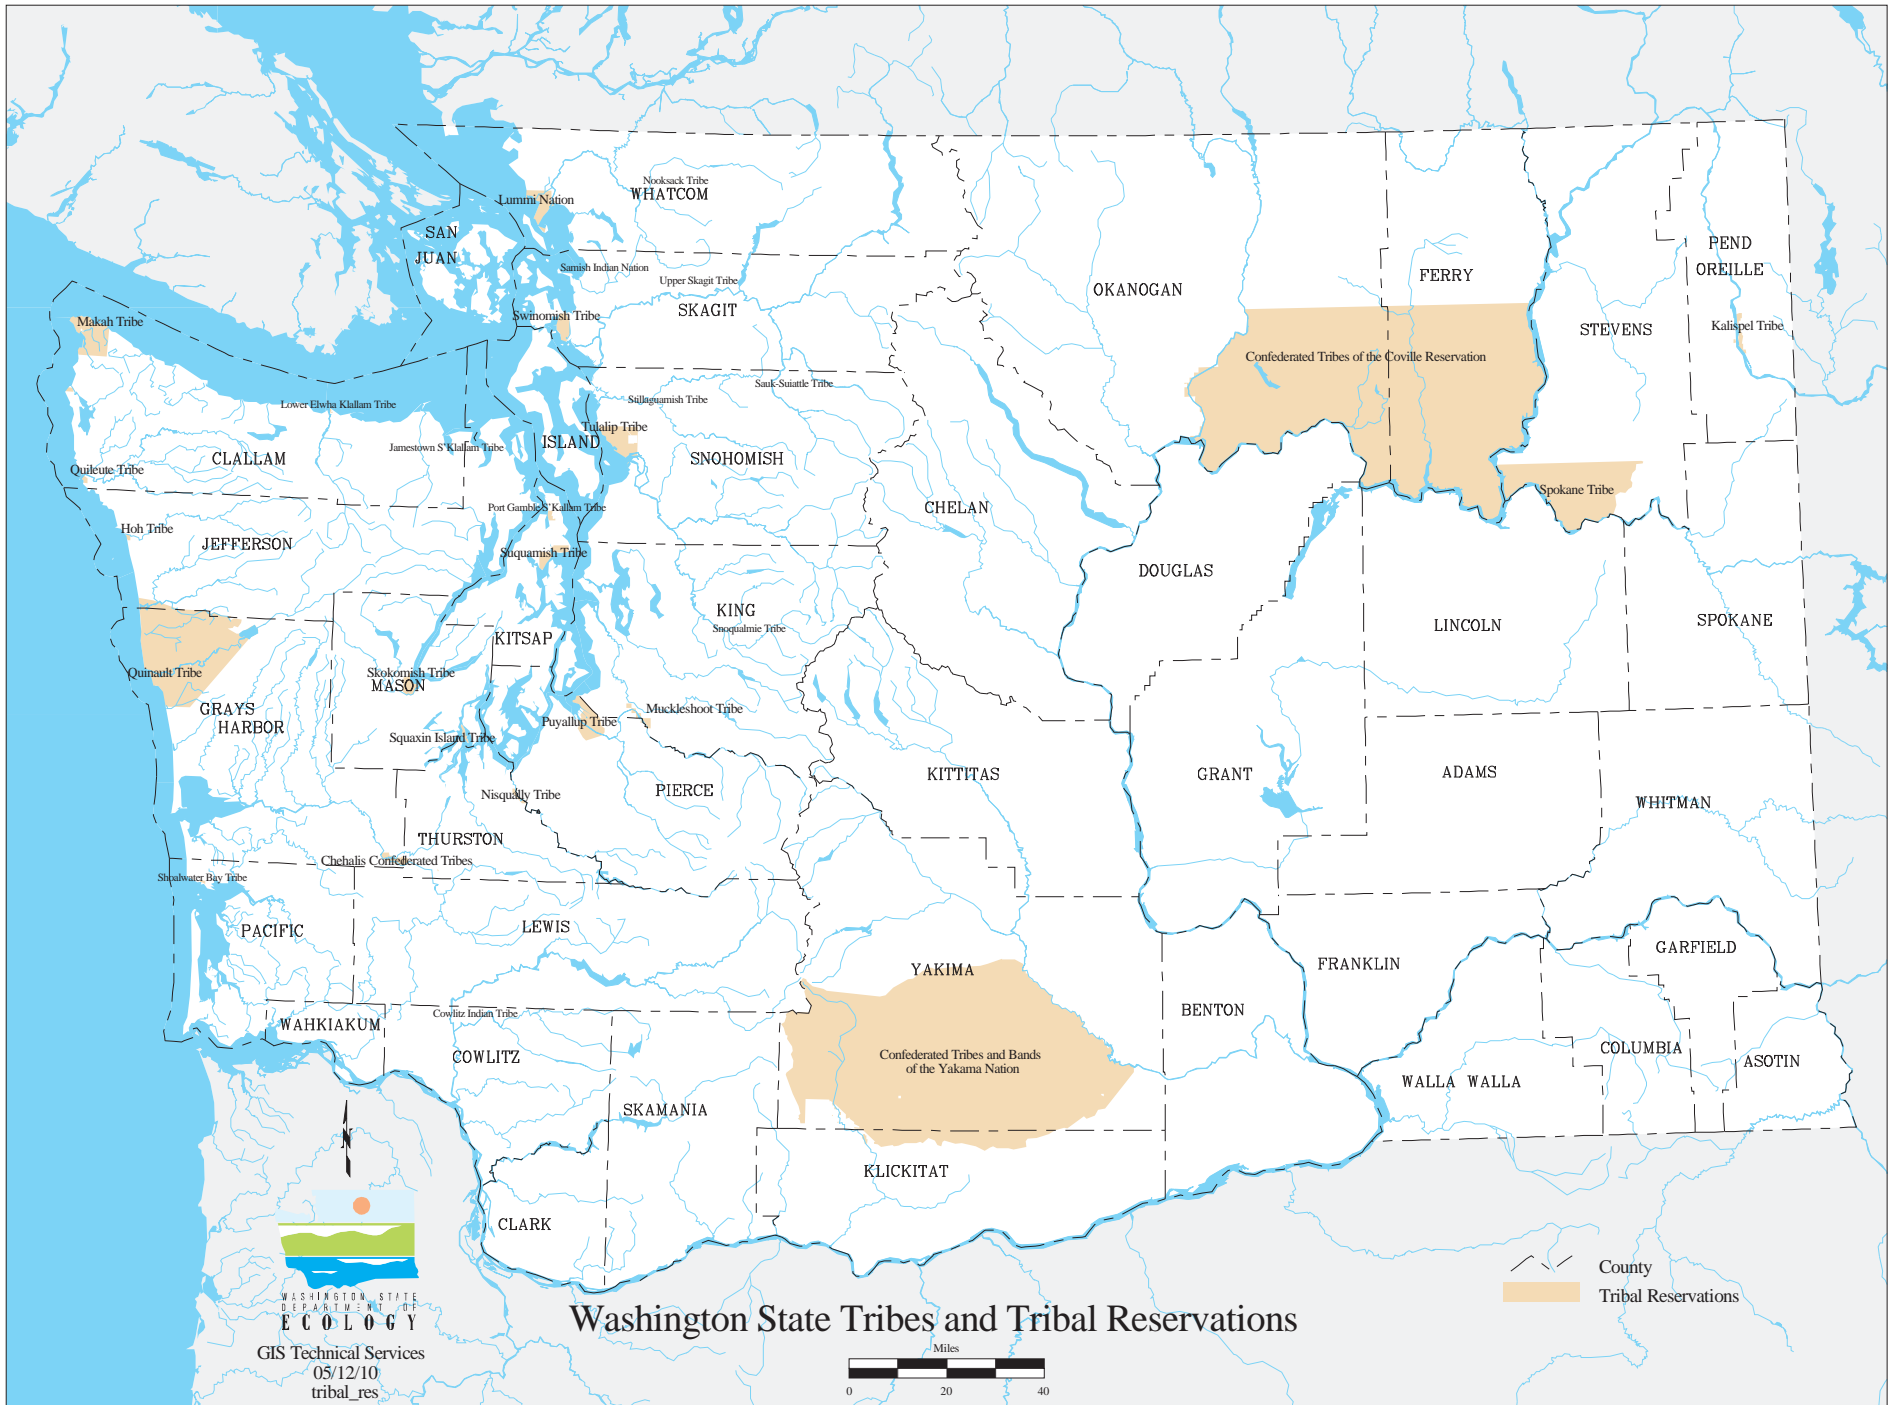 Nooksack Tribe
WHATCOM
Lummi Nation
SAN
JUAN
Samish Indian Nation
Upper Skagit Tribe
SKAGIT
Swinomish Tribe
Makah Tribe
OKANOGAN
FERRY
PEND
OREILLE
STEVENS
Kalispel Tribe
Confederated Tribes of the Coville Reservation
Sauk-Suiattle Tribe
Stillaguamish Tribe
Lower Elwha Klallam Tribe
Tulalip Tribe
Jamestown S'Klallam Tribe
ISLAND
CLALLAM
SNOHOMISH
Quileute Tribe
Spokane Tribe
Port Gamble S'Kallam Tribe
CHELAN
Hoh Tribe
JEFFERSON
Suquamish Tribe
DOUGLAS
KING
Snoqualmie Tribe
KITSAP
LINCOLN
SPOKANE
Quinault Tribe
Skokomish Tribe
MASON
GRAYS
HARBOR
Muckleshoot Tribe
Puyallup Tribe
Squaxin Island Tribe
KITTITAS
GRANT
ADAMS
PIERCE
Nisqually Tribe
WHITMAN
THURSTON
Chehalis Confederated Tribes
Shoalwater Bay Tribe
PACIFIC
LEWIS
GARFIELD
FRANKLIN
YAKIMA
BENTON
Cowlitz Indian Tribe
WAHKIAKUM
COWLITZ
Confederated Tribes and Bands
of the Yakama Nation
COLUMBIA
ASOTIN
WALLA WALLA
SKAMANIA
KLICKITAT
CLARK
N
County
Tribal Reservations
WASHINGTON STATE
DEPARTMENT OF
ECOLOGY
GIS Technical Services
05/12/10
tribal_res
Washington State Tribes and Tribal Reservations
Miles
0 20 40